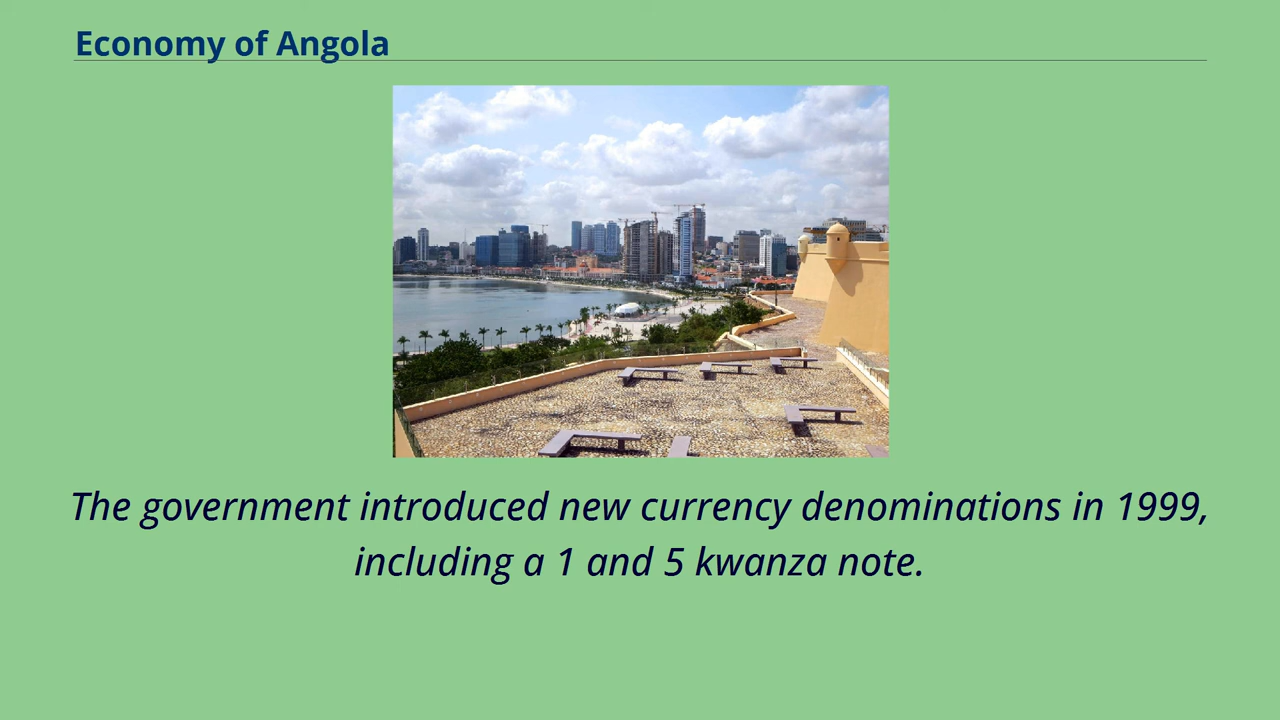 Economy of Angola
The government introduced new currency denominations in 1999,
including a 1 and 5 kwanza note.